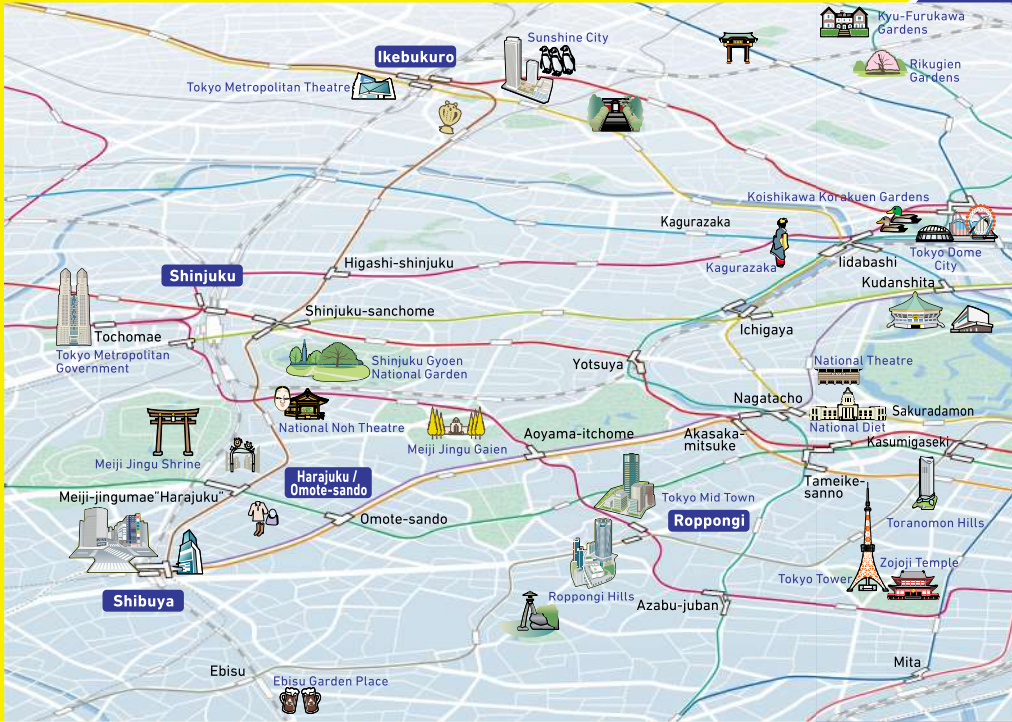 Kyu-Furukawa
Gardens
Sunshine City
Ikebukuro
Rikugien
Gardens
Tokyo Metropolitan Theatre
Koishikawa Korakuen Gardens
Kagurazaka
Kagurazaka
Iidabashi
Tokyo Dome
City
Higashi-shinjuku
Shinjuku
Kudanshita
Shinjuku-sanchome
Ichigaya
Tochomae
Tokyo Metropolitan
Government
Shinjuku Gyoen
National Garden
Yotsuya
National Theatre
Nagatacho
Sakuradamon
National Diet
National Noh Theatre
Meiji Jingu Gaien
Aoyama-itchome
Akasaka-
mitsuke
Kasumigaseki
Meiji Jingu Shrine
Harajuku /
Omote-sando
Tameike-
sanno
Meiji-jingumae"Harajuku"
Tokyo Mid Town
Omote-sando
Roppongi
Toranomon Hills
Zojoji Temple
Tokyo Tower
Shibuya
Roppongi Hills
Azabu-juban
Ebisu
Mita
Ebisu Garden Place